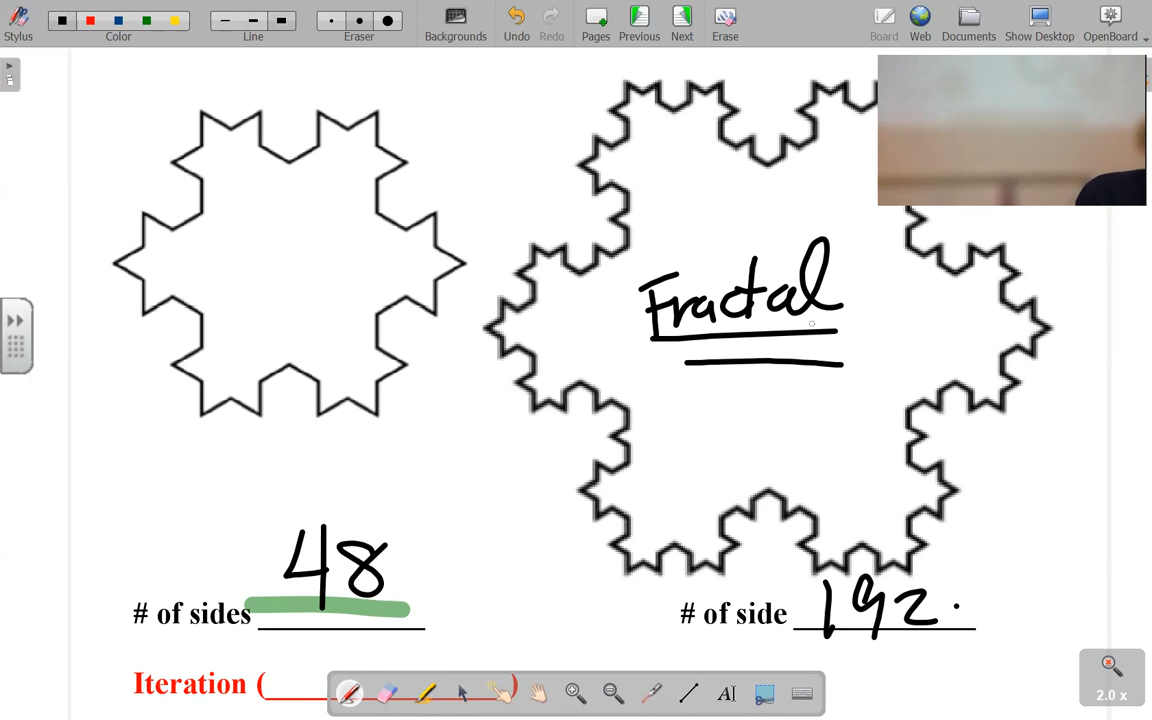 Stylus Color Line Eraser Backgrounds Undo Redo Pages Previous Next Erase Board Web Documents Show Desktop OpenBoard
Fractal
48
# of sides
# of side 192.
Iteration (        )
2.0 x